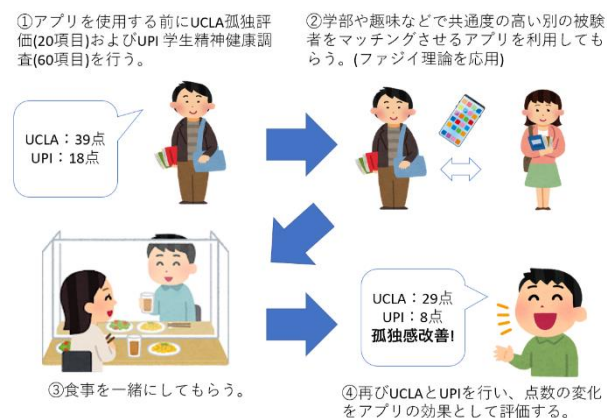 ①アプリを使用する前にUCLA孤独評
価(20項目)およびUPI 学生精神健康調
査(60項目)を行う。
②学部や趣味などで共通度の高い別の被験
者をマッチングさせるアプリを利用しても
らう。(ファジイ理論を応用)
UCLA：39点
UPI：18点
③食事を一緒にしてもらう。
UCLA：29点
UPI：8点
孤独感改善!
④再びUCLAとUPIを行い、点数の変化
をアプリの効果として評価する。